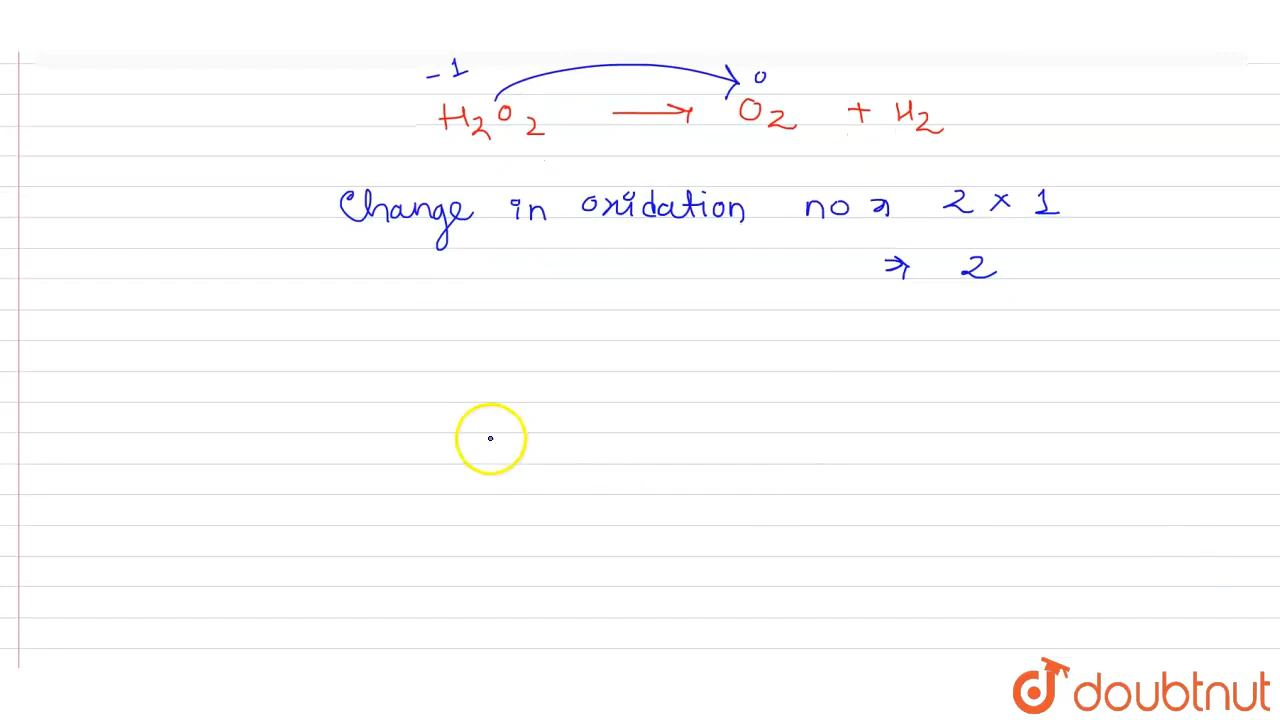 -1 0
H2O2 → O2 + H2
Change in oxidation no ⇒ 2 × 1
⇒ 2
doubtnut